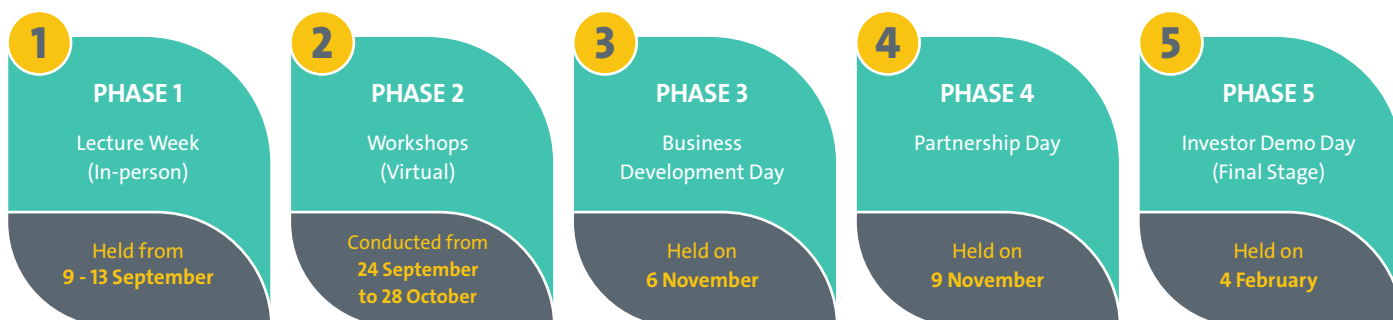 1
PHASE 1
Lecture Week
(In-person)
Held from
9 - 13 September
2
PHASE 2
Workshops
(Virtual)
Conducted from
24 September
to 28 October
3
PHASE 3
Business
Development Day
Held on
6 November
4
PHASE 4
Partnership Day
Held on
9 November
5
PHASE 5
Investor Demo Day
(Final Stage)
Held on
4 February